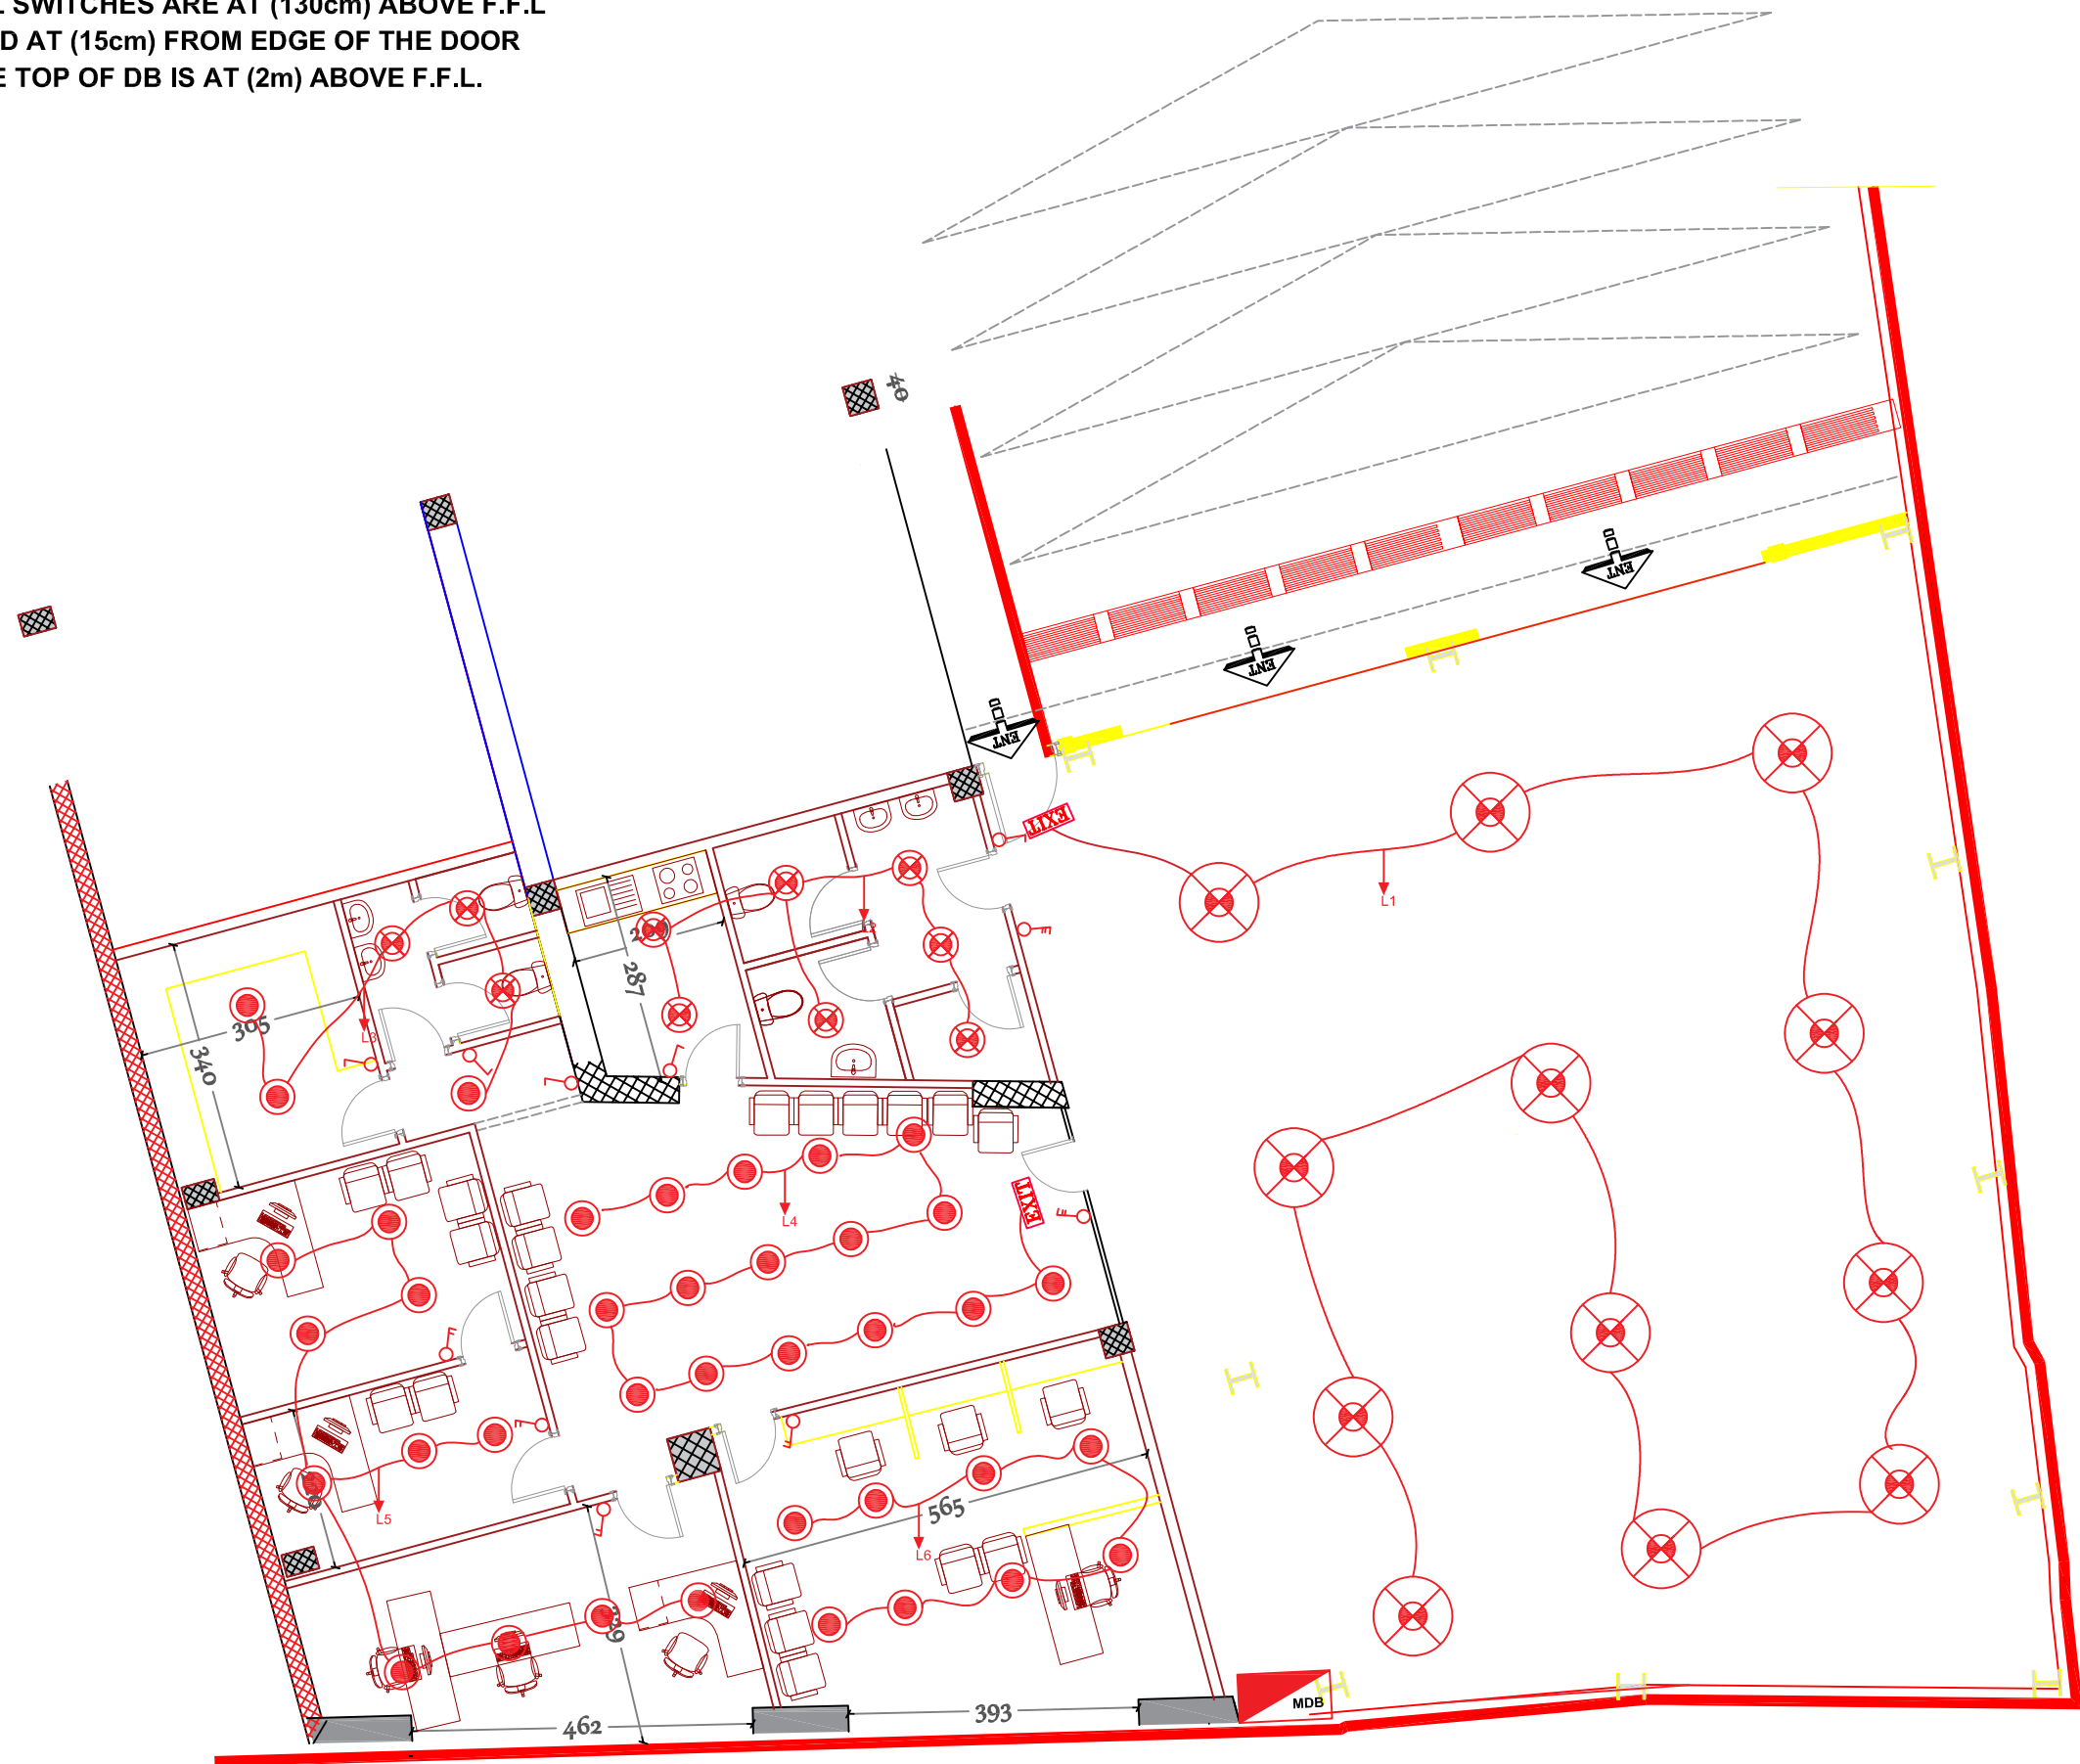 L SWITCHES ARE AT (130cm) ABOVE F.F.L
D AT (15cm) FROM EDGE OF THE DOOR
E TOP OF DB IS AT (2m) ABOVE F.F.L.
40
ENT
ENT
ENT
EXIT
L1
287
305
L3
340
EXIT
L4
L5
565
L6
462
393
MDB